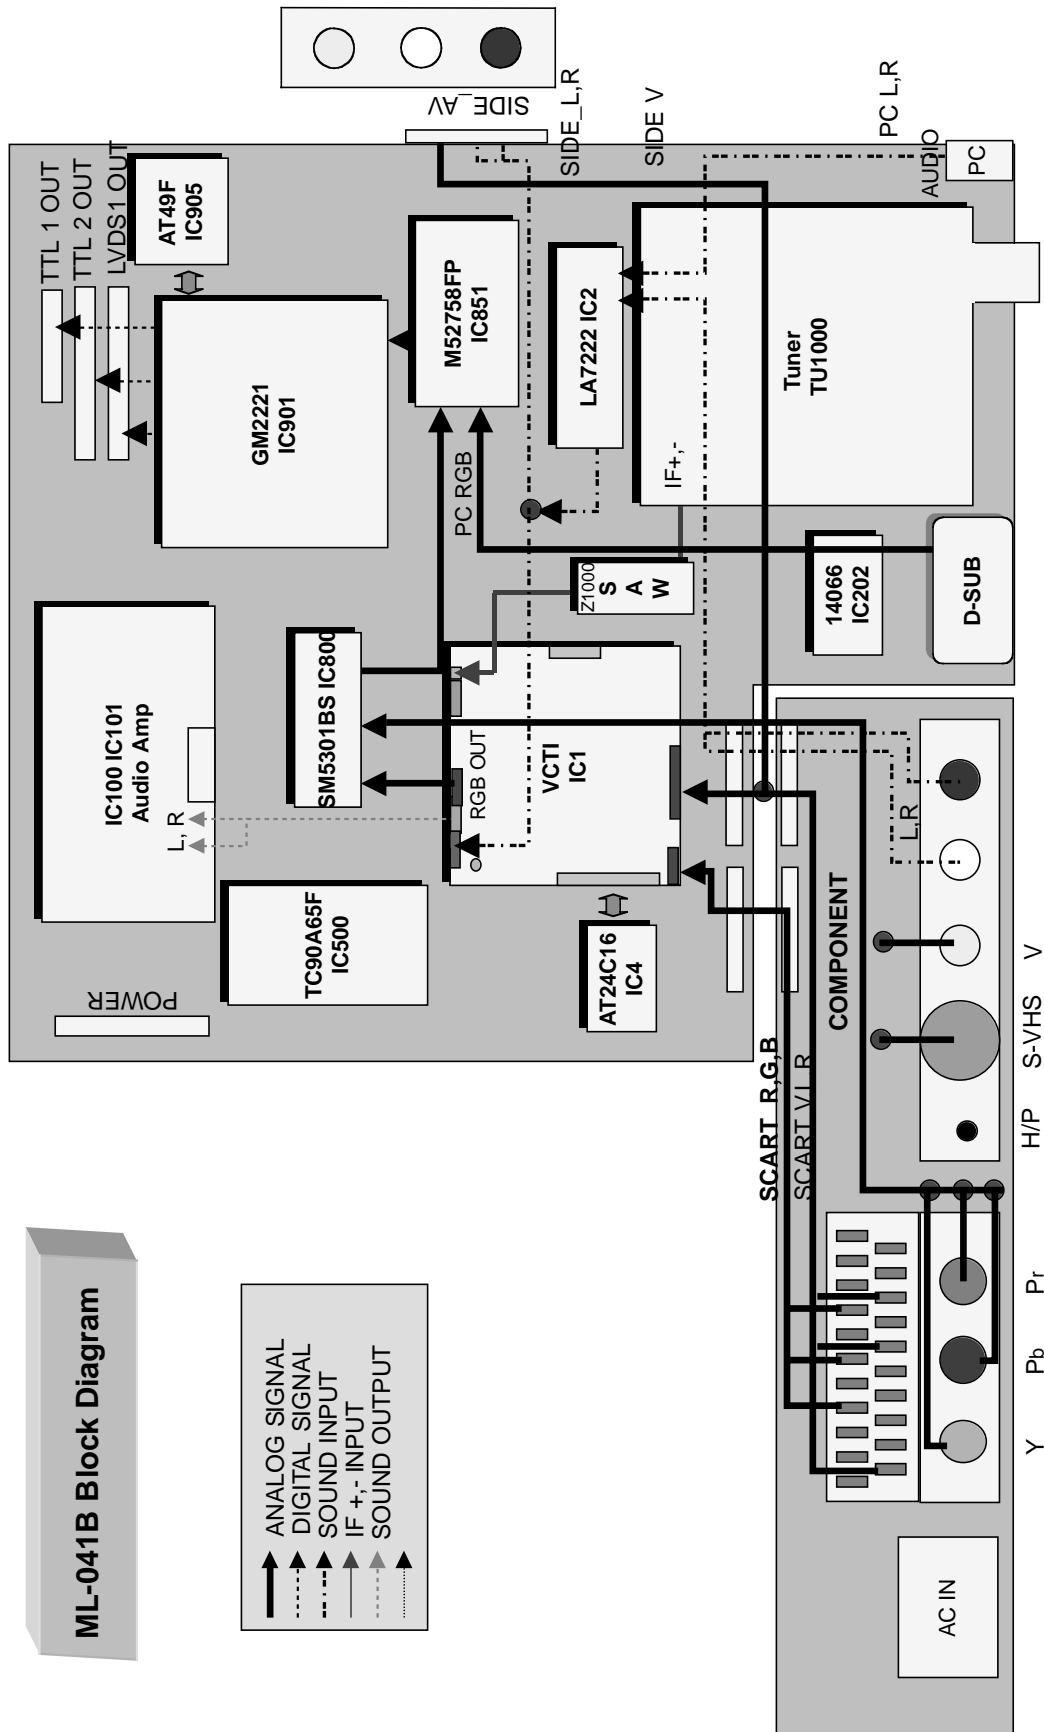 ML-041B Block Diagram
ANALOG SIGNAL
DIGITAL SIGNAL
SOUND INPUT
IF +,- INPUT
SOUND OUTPUT
POWER
IC100 IC101
Audio Amp
L, R
TTL 1 OUT
TTL 2 OUT
LVDS1 OUT
AT49F
IC905
GM2221
IC901
TC90A65F
IC500
SM5301BS IC800
M52758FP
IC851
SIDE_AV
SIDE_L,R
SIDE V
PC RGB
RGB OUT
VCTI
IC1
AT24C16
IC4
Z1000
S
A
W
LA7222 IC2
IF+,-
Tuner
TU1000
14066
IC202
D-SUB
PC L,R
AUDIO
PC
SCART R,G,B
SCART V,L,R
COMPONENT
L,R
AC IN
Y
Pb
Pr
H/P
S-VHS
V